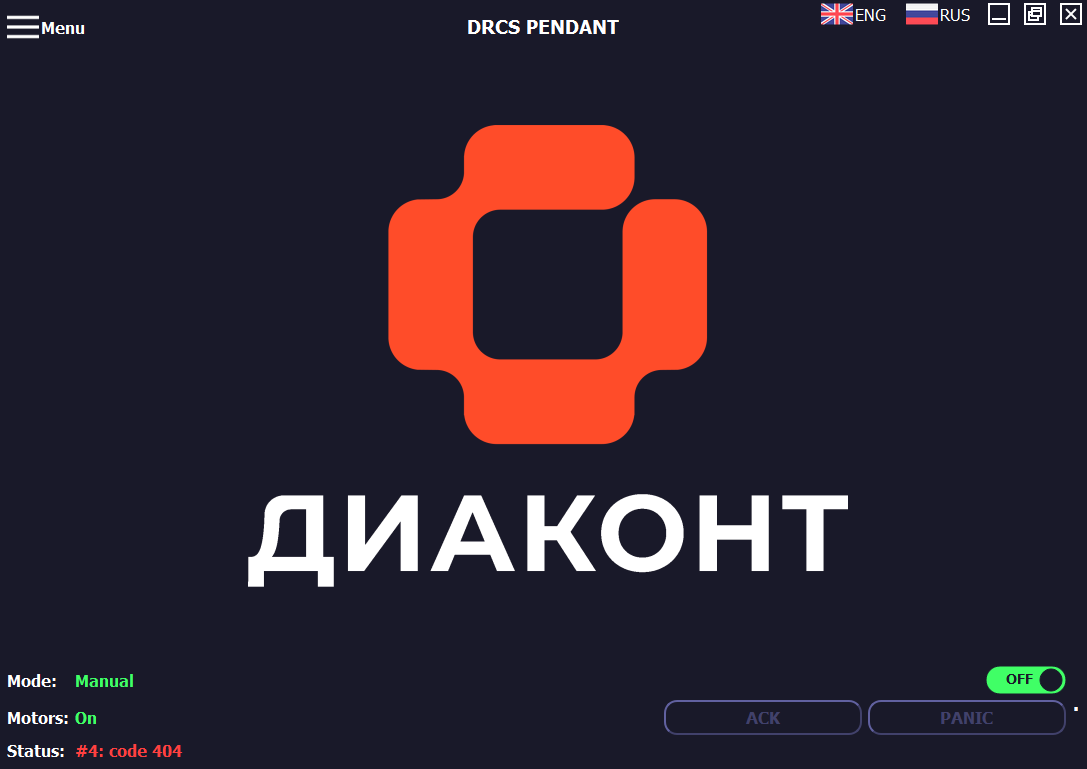 Menu
DRCS PENDANT
ENG
RUS
ДИАКОНТ
Mode: Manual
OFF
Motors: On
ACK
PANIC
Status: #4: code 404